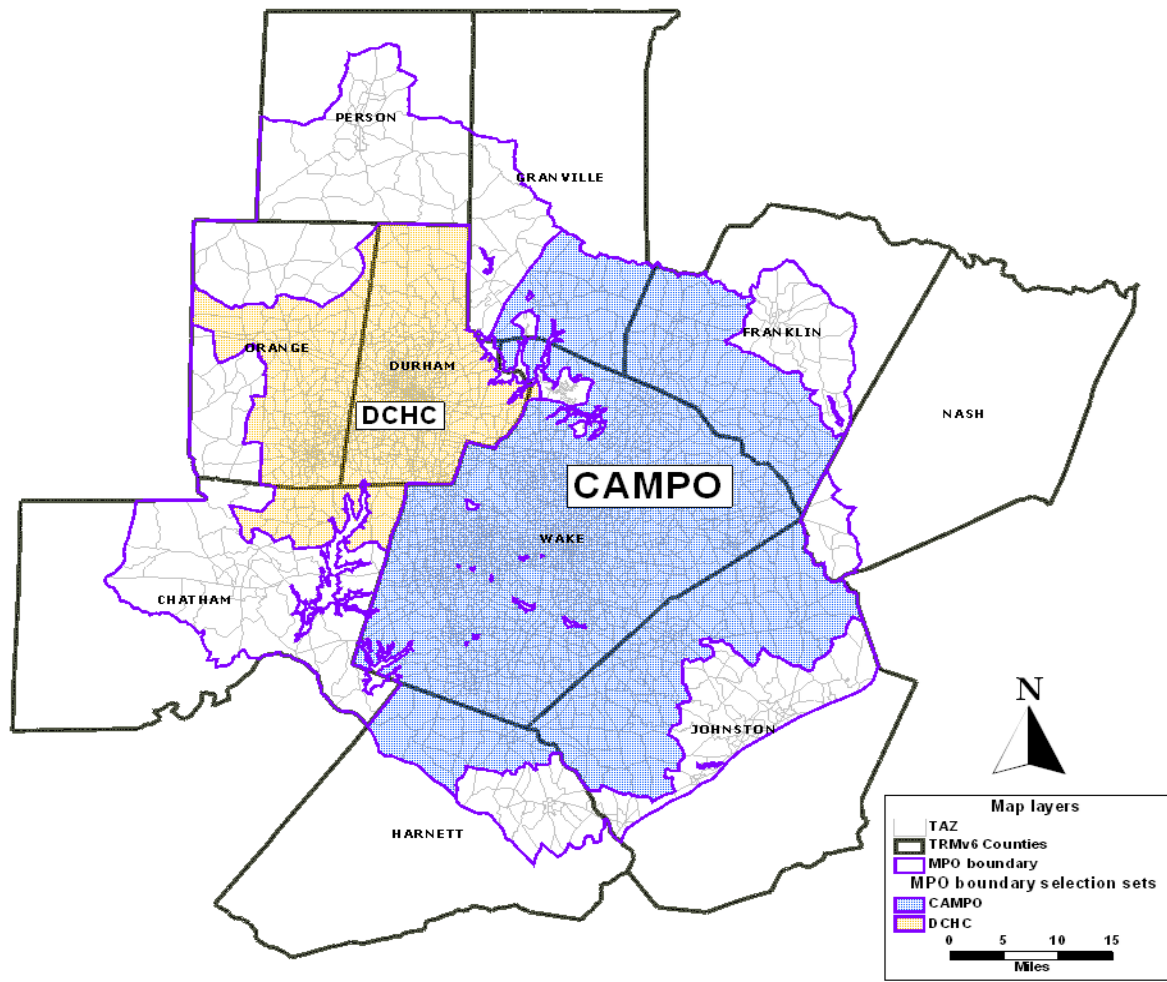 PERSON
GRANVILLE
FRANKLIN
ORANGE
DURHAM
DCHC
NASH
CAMPO
WAKE
CHATHAM
JOHNSTON
HARNETT
N
Map layers
TAZ
TRMv6 Counties
MPO boundary
MPO boundary selection sets
CAMPO
DCHC
0 5 10 15
Miles